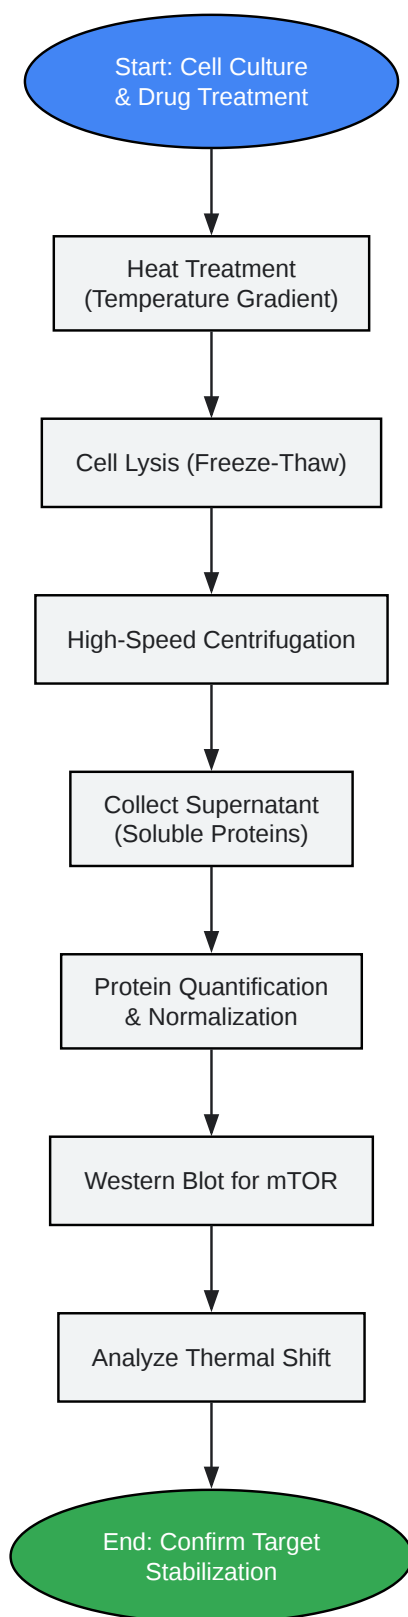 Start: Cell Culture
& Drug Treatment
Heat Treatment
(Temperature Gradient)
Cell Lysis (Freeze-Thaw)
High-Speed Centrifugation
Collect Supernatant
(Soluble Proteins)
Protein Quantification
& Normalization
Western Blot for mTOR
Analyze Thermal Shift
End: Confirm Target
Stabilization